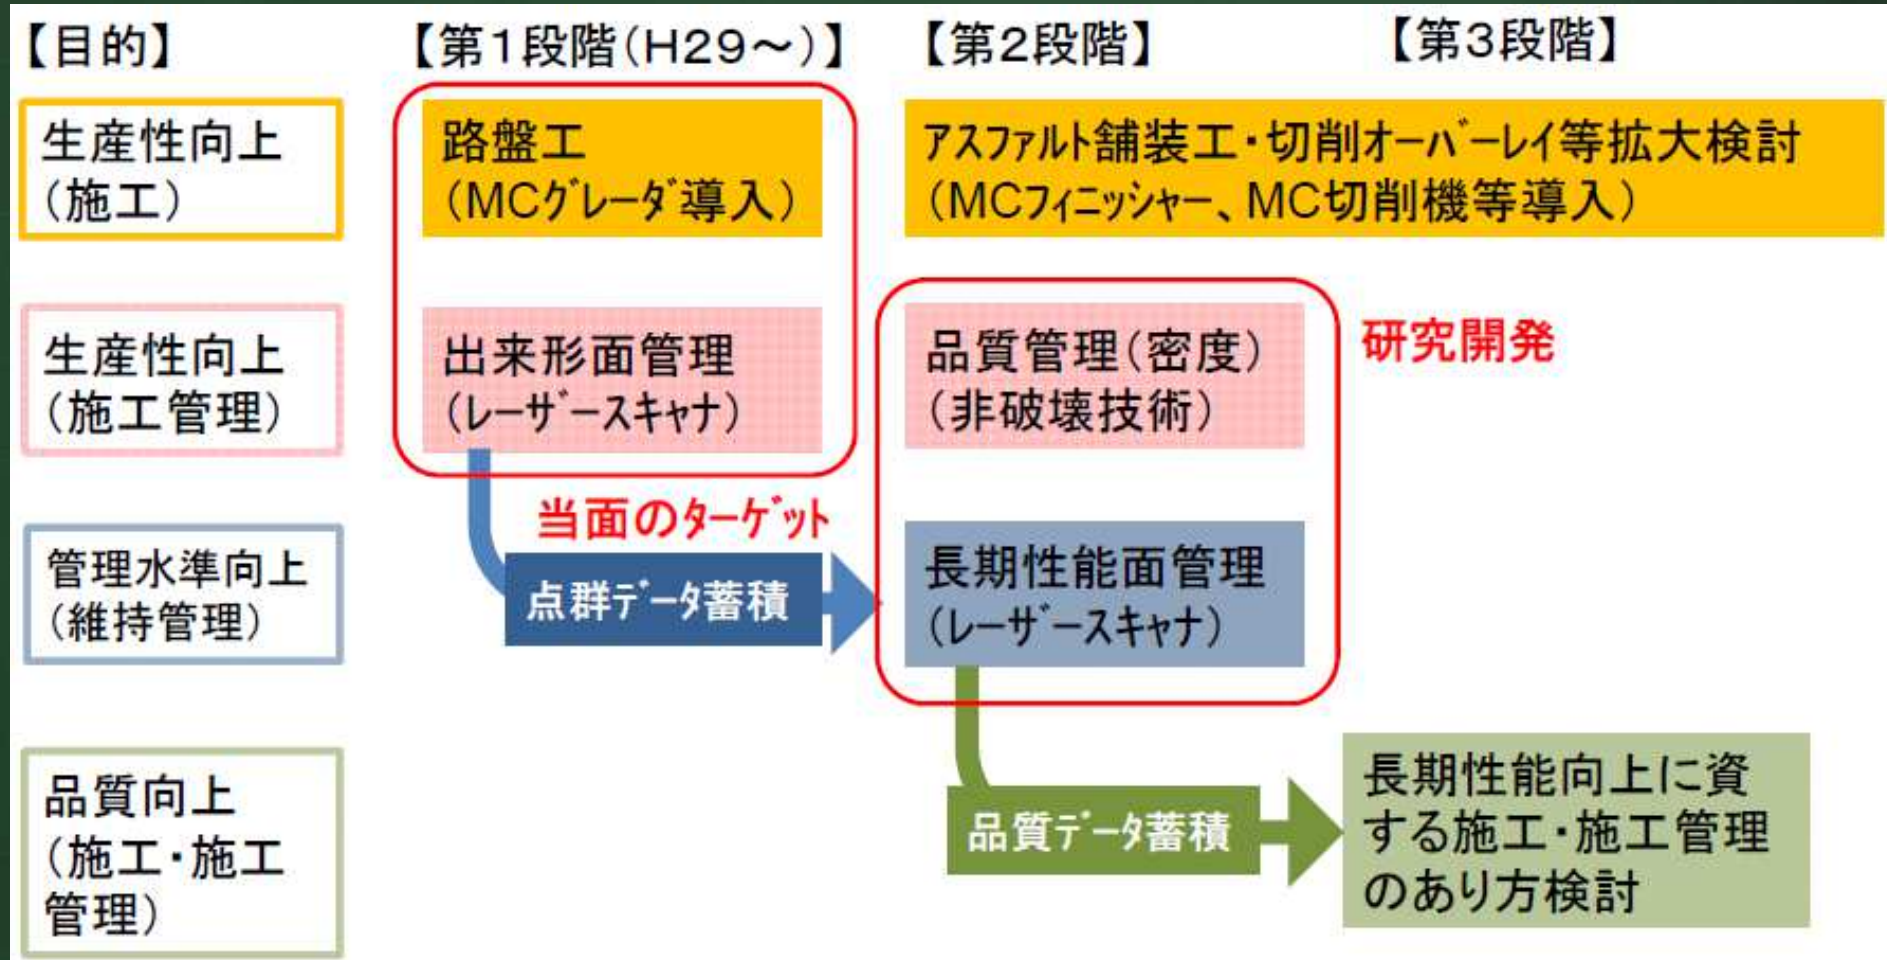 【目的】
【第1段階(H29～)】
【第2段階】
【第3段階】
生産性向上
(施工)
路盤工
(MCグレーダ導入)
アスファルト舗装工・切削オーバーレイ等拡大検討
(MCフィニッシャー、MC切削機等導入)
生産性向上
(施工管理)
出来形面管理
(レーザースキャナ)
品質管理(密度)
(非破壊技術)
研究開発
当面のターゲット
管理水準向上
(維持管理)
点群データ蓄積
長期性能面管理
(レーザースキャナ)
品質向上
(施工・施工
管理)
品質データ蓄積
長期性能向上に資
する施工・施工管理
のあり方検討